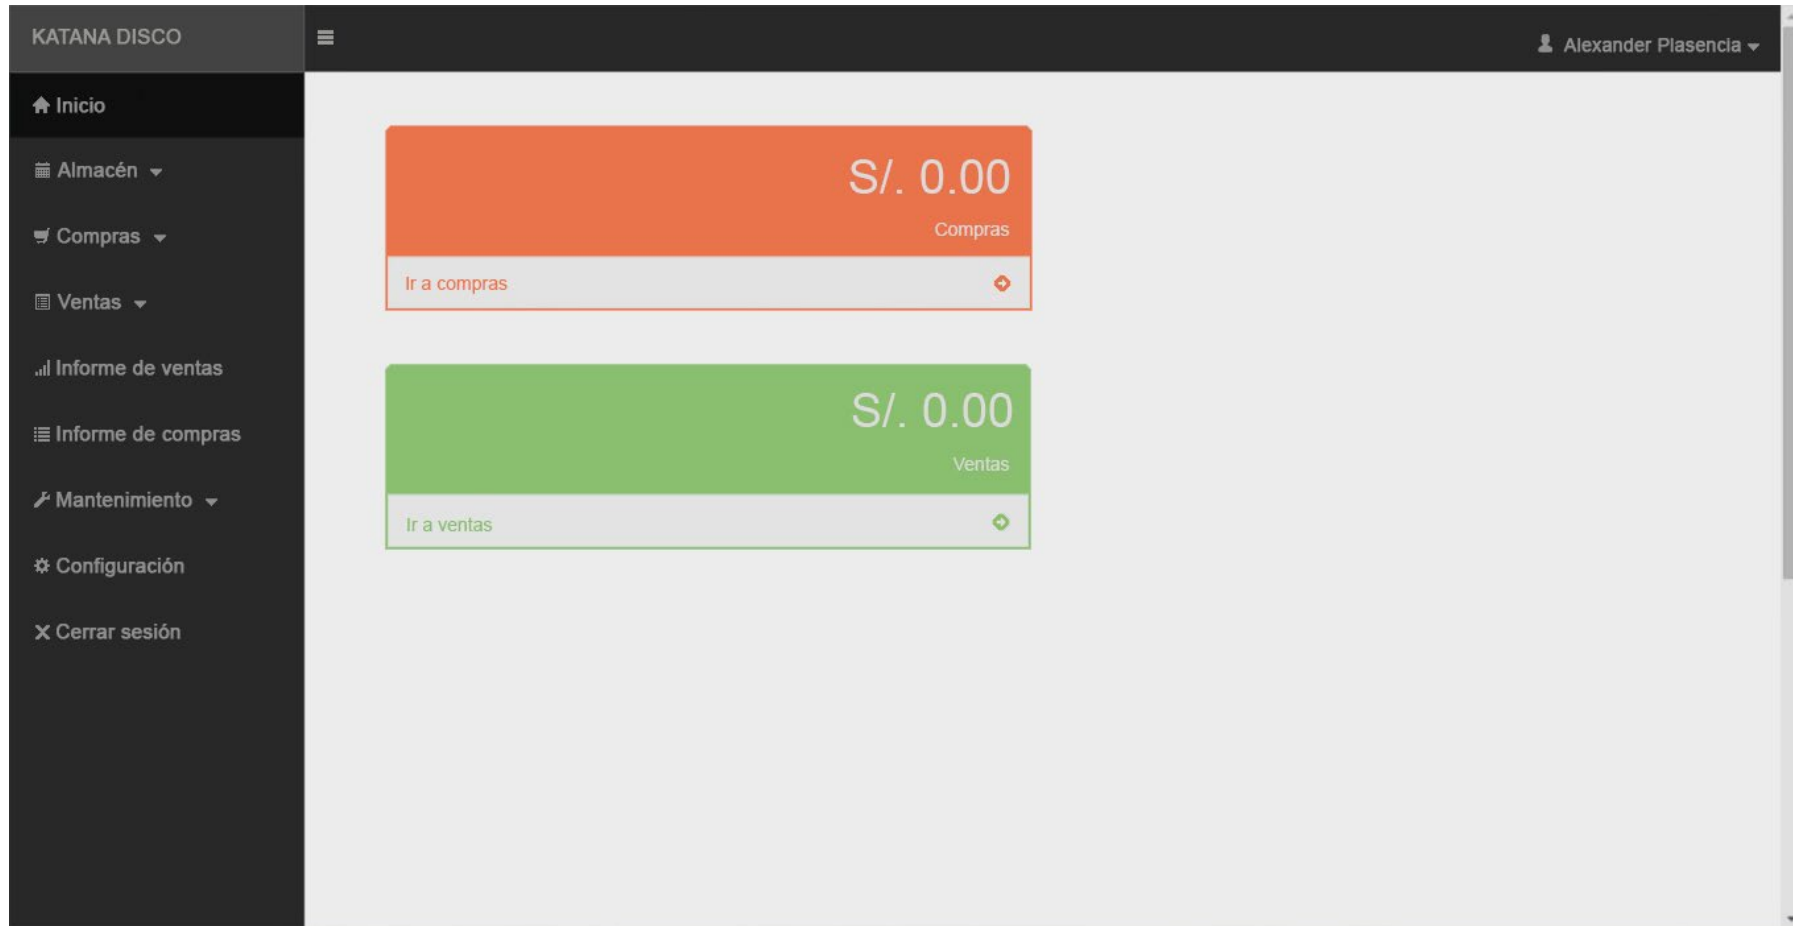 KATANA DISCO
Alexander Plasencia
Inicio
Almacén
Compras
Ventas
Informe de ventas
Informe de compras
Mantenimiento
Configuración
Cerrar sesión
S/. 0.00
Compras
Ir a compras
S/. 0.00
Ventas
Ir a ventas